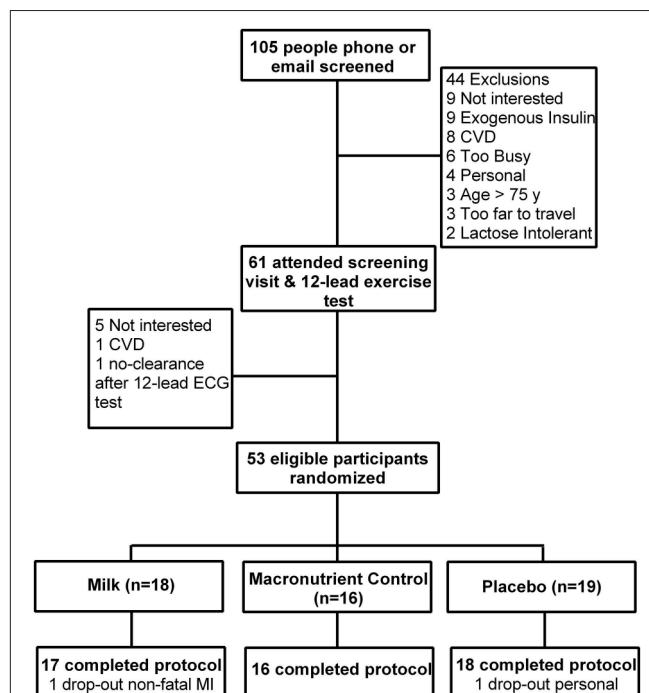 105 people phone or
email screened
44 Exclusions
9 Not interested
9 Exogenous Insulin
8 CVD
6 Too Busy
4 Personal
3 Age > 75 y
3 Too far to travel
2 Lactose Intolerant
61 attended screening
visit & 12-lead exercise
test
5 Not interested
1 CVD
1 no-clearance
after 12-lead ECG
test
53 eligible participants
randomized
Milk (n=18)
Macronutrient Control
(n=16)
Placebo (n=19)
17 completed protocol
1 drop-out non-fatal MI
16 completed protocol
18 completed protocol
1 drop-out personal